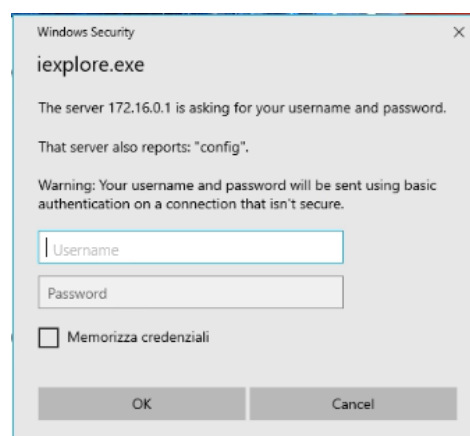 Windows Security
iexplore.exe
The server 172.16.0.1 is asking for your username and password.
That server also reports: "config".
Warning: Your username and password will be sent using basic
authentication on a connection that isn't secure.
Username
Password
Memorizza credenziali
OK
Cancel